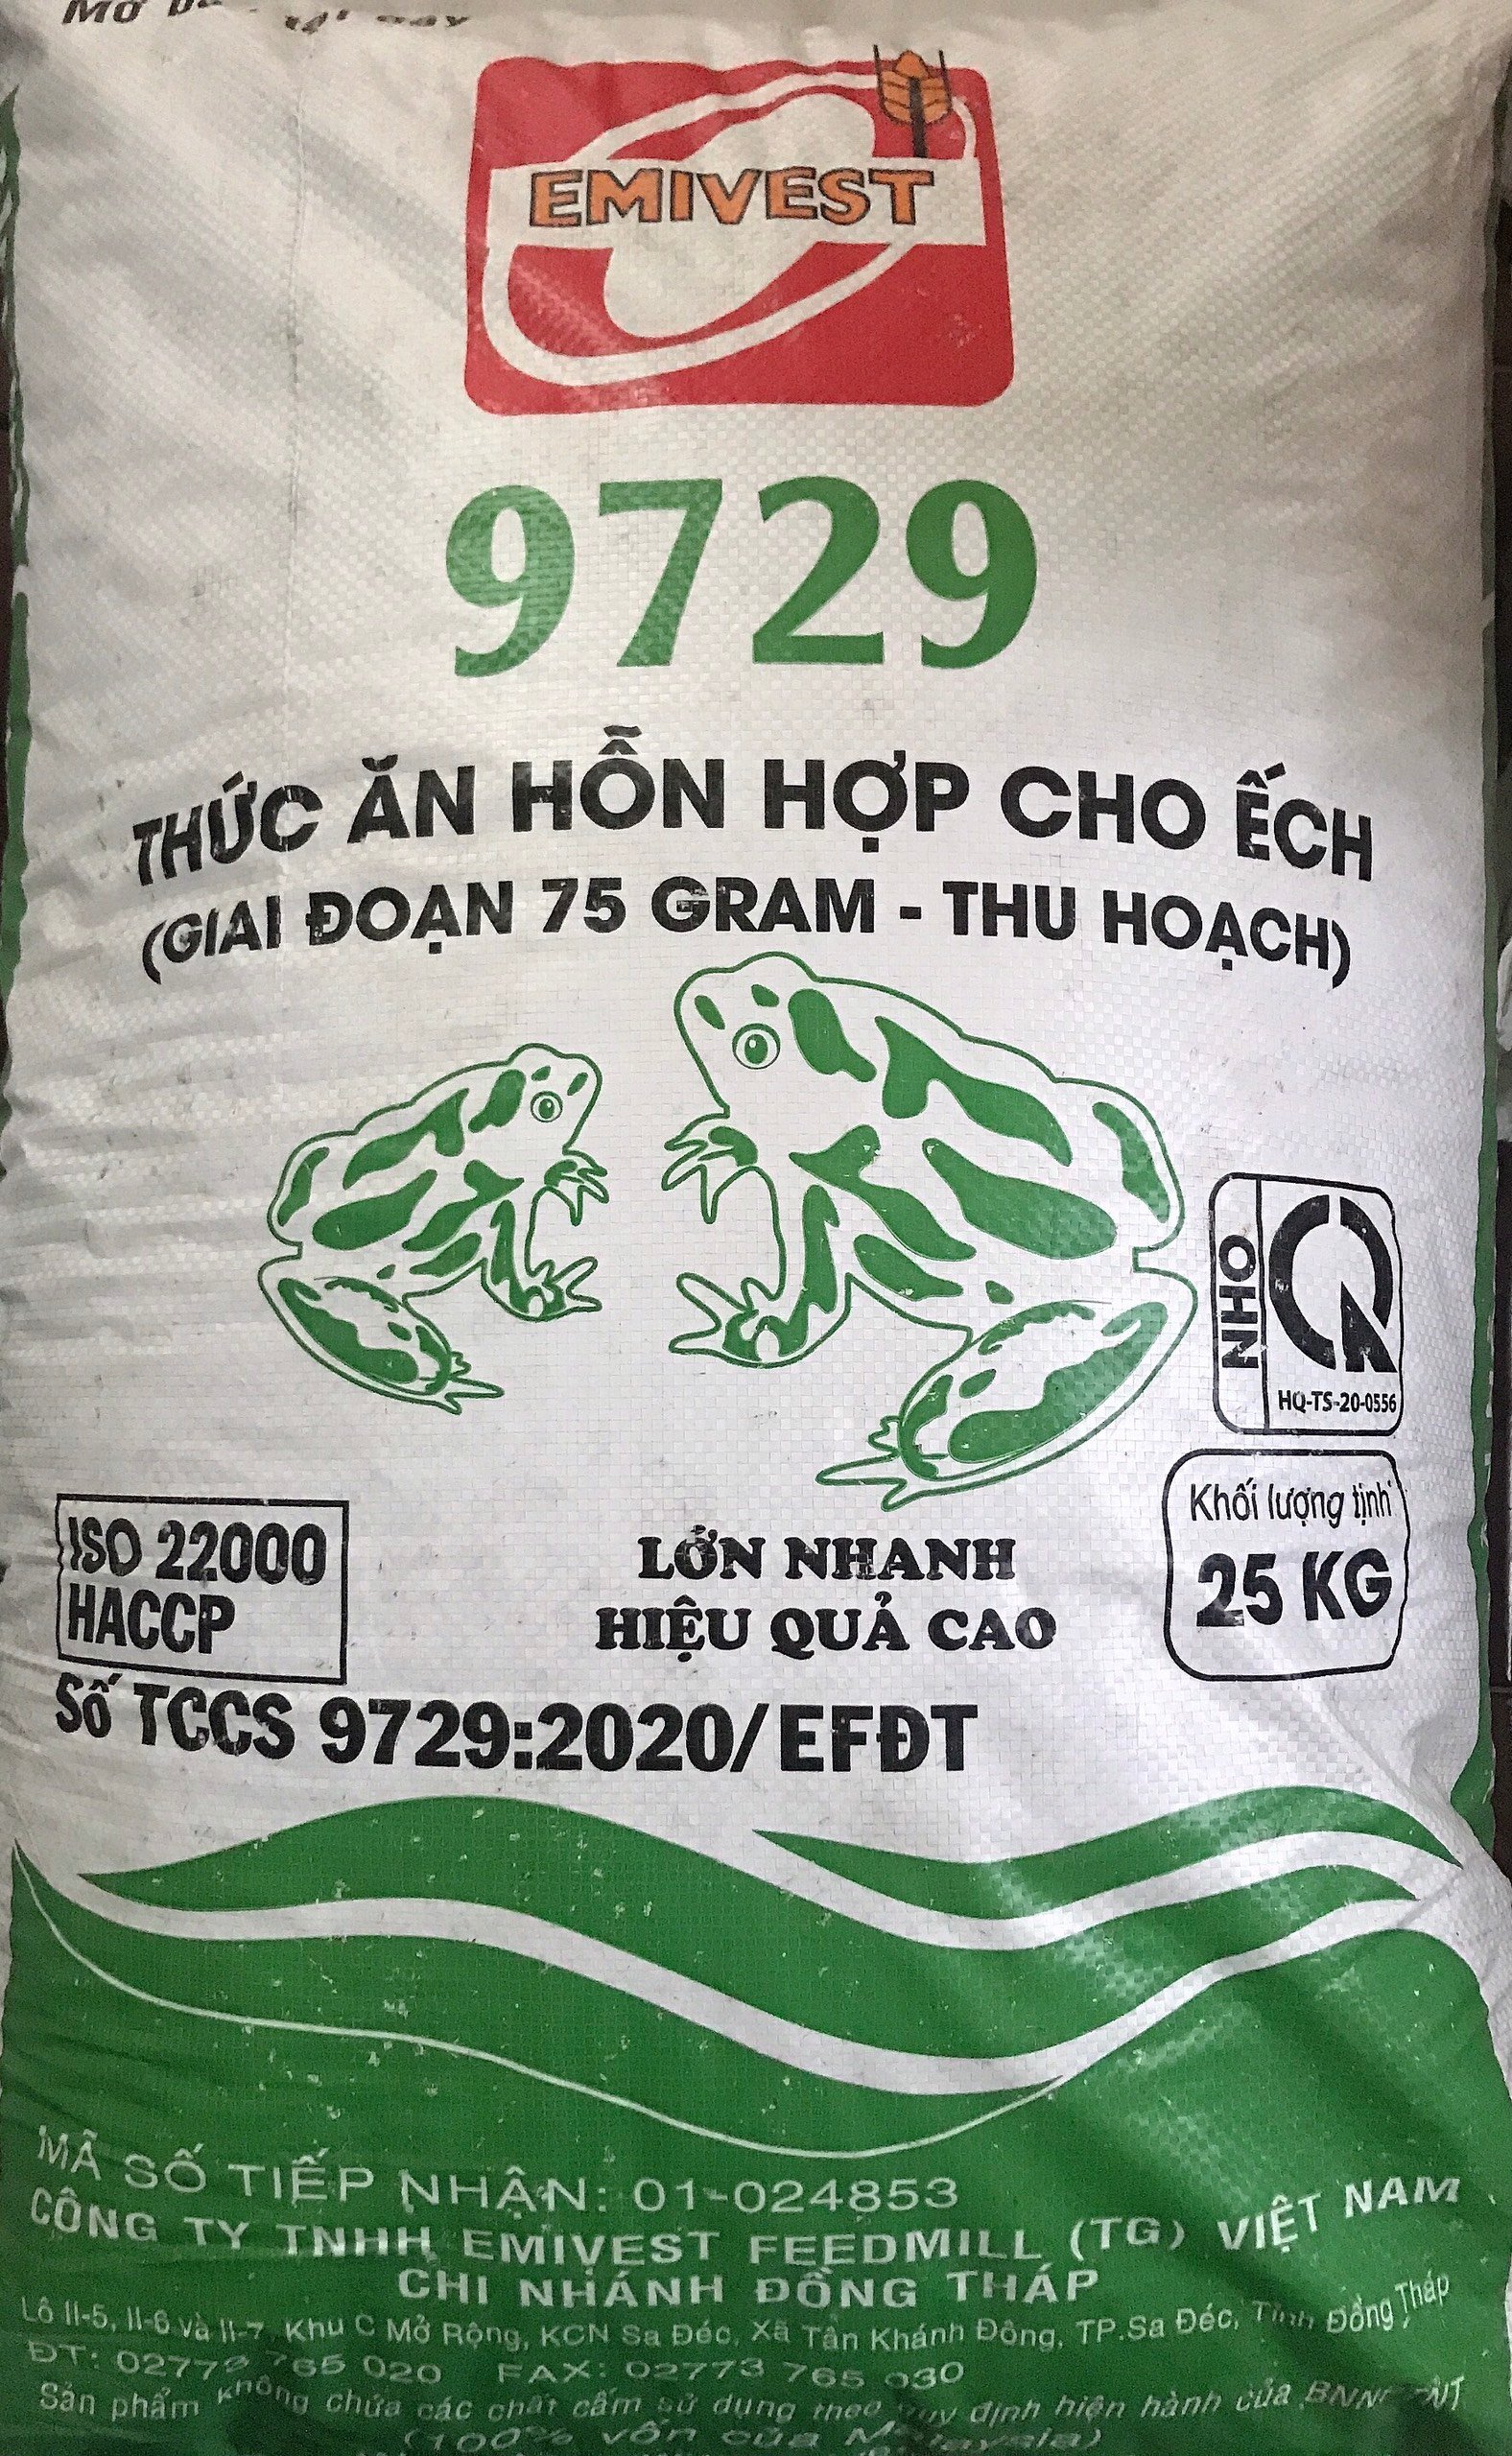 EMIVEST
9729
THỨC ĂN HỖN HỢP CHO ẾCH
(GIAI ĐOẠN 75 GRAM - THU HOẠCH)
NHO
HQ-TS-20-0556
Khối lượng tịnh
25 KG
ISO 22000
HACCP
LỚN NHANH
HIỆU QUẢ CAO
Số TCCS 9729:2020/EFĐT
MÃ SỐ TIẾP NHẬN: 01-024853
CÔNG TY TNHH EMIVEST FEEDMILL (TG) VIỆT NAM
CHI NHÁNH ĐỒNG THÁP
Lô II-5, II-6 và II-7, Khu C Mở Rộng, KCN Sa Đéc, Xã Tân Khánh Đông, TP.Sa Đéc, Tỉnh Đồng Tháp
ĐT: 02773 765 020 FAX: 02773 765 030
Sản phẩm không chứa các chất cấm sử dụng theo quy định hiện hành của
(100% vốn của Malaysia)